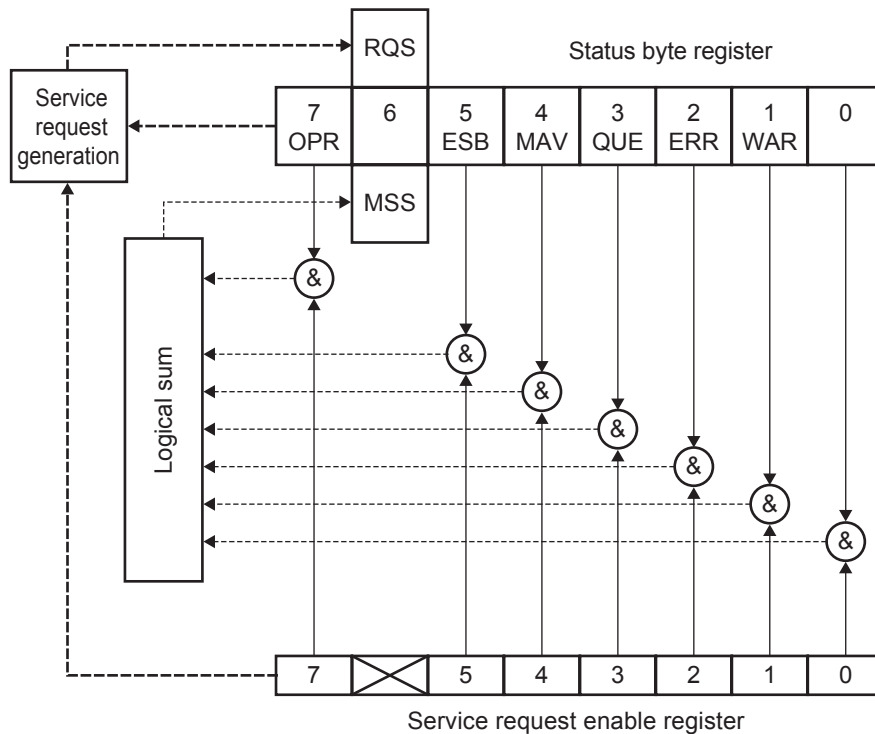 RQS
Status byte register
Service
request
generation
7 6 5 4 3 2 1 0
OPR ESB MAV QUE ERR WAR
MSS
&
&
&
&
&
&
&
Logical sum
7 5 4 3 2 1 0
Service request enable register